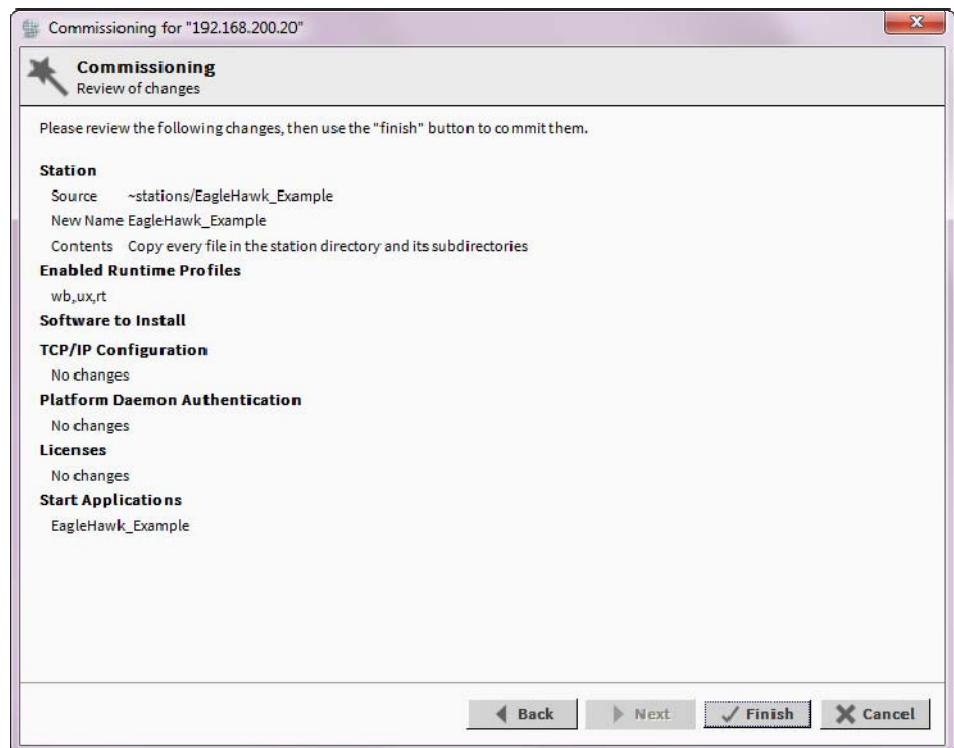 Commissioning for "192.168.200.20"
x
Commissioning
Review of changes
Please review the following changes, then use the "finish" button to commit them.
Station
Source ~stations/EagleHawk_Example
New Name EagleHawk_Example
Contents Copy every file in the station directory and its subdirectories
Enabled Runtime Profiles
wb,ux,rt
Software to Install
TCP/IP Configuration
No changes
Platform Daemon Authentication
No changes
Licenses
No changes
Start Applications
EagleHawk_Example
Back Next Finish Cancel